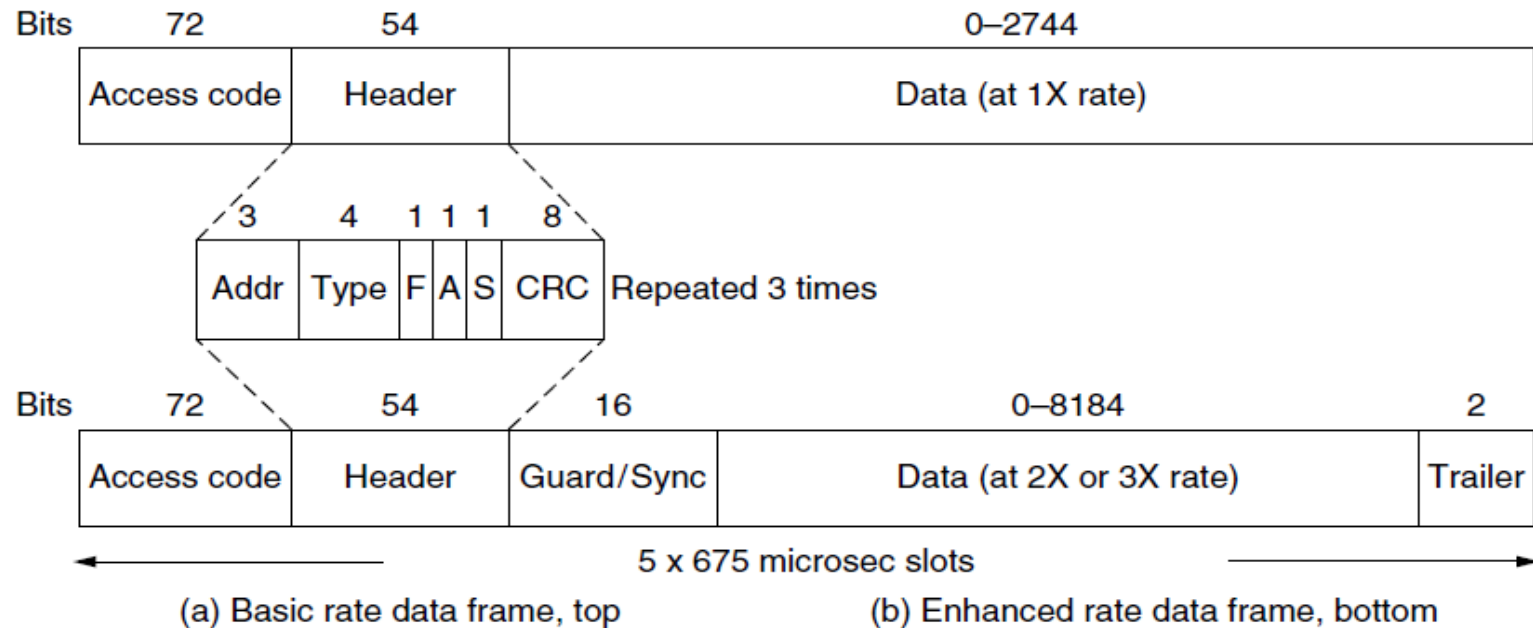 Bits 72 54 0–2744
Access code Header Data (at 1X rate)
3 4 1 1 1 8
Addr Type F A S CRC Repeated 3 times
Bits 72 54 16 0–8184 2
Access code Header Guard/Sync Data (at 2X or 3X rate) Trailer
5 x 675 microsec slots
(a) Basic rate data frame, top (b) Enhanced rate data frame, bottom